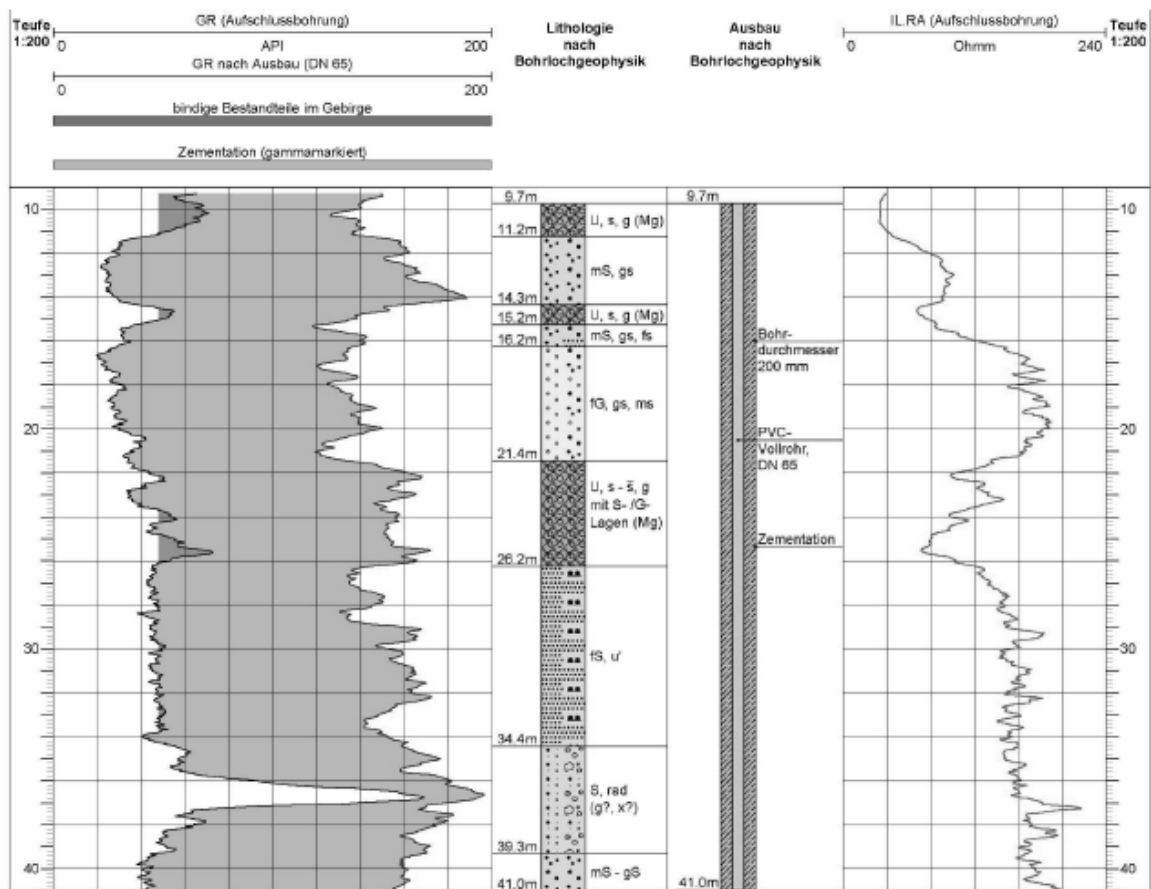 Teufe
1:200
GR (Aufschlussbohrung)
0 API 200
GR nach Ausbau (DN 65)
0 200
bindige Bestandteile im Gebirge
Zementation (gammamarkiert)
Lithologie
nach
Bohrlochgeophysik
Ausbau
nach
Bohrlochgeophysik
IL.RA (Aufschlussbohrung)
0 Ohmm 240
Teufe
1:200
10
20
30
40
9.7m
U, s, g (Mg)
11.2m
mS, gs
14.3m
U, s, g (Mg)
15.2m
mS, gs, fs
16.2m
fG, gs, ms
21.4m
U, s - s̄, g
mit S- /G-
Lagen (Mg)
26.2m
fS, u'
34.4m
S, rad
(g?, x?)
39.3m
mS - gS
41.0m
9.7m
Bohr-
durchmesser
200 mm
PVC-
Vollrohr,
DN 65
Zementation
41.0m
10
20
30
40